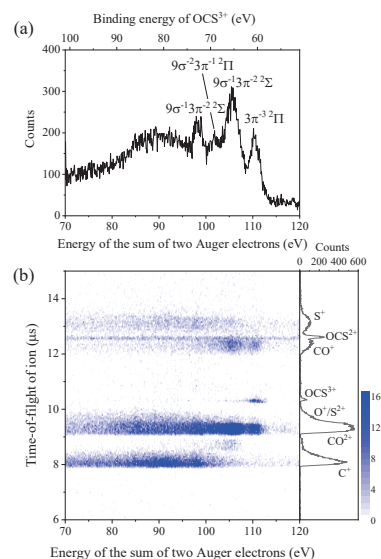 Binding energy of OCS3+ (eV)
(a)
100 90 80 70 60
400
300
200
100
0
Counts
9σ-23π-1 2Π
9σ-13π-2 2Σ
9σ-13π-2 2Σ
3π-3 2Π
70 80 90 100 110 120
Energy of the sum of two Auger electrons (eV)
Counts
(b)
0 200 400 600
14
12
10
8
6
Time-of-filght of ion (μs)
S+
OCS2+
CO+
OCS3+
O+/S2+
CO2+
C+
16
12
8
4
0
70 80 90 100 110 120
Energy of the sum of two Auger electrons (eV)